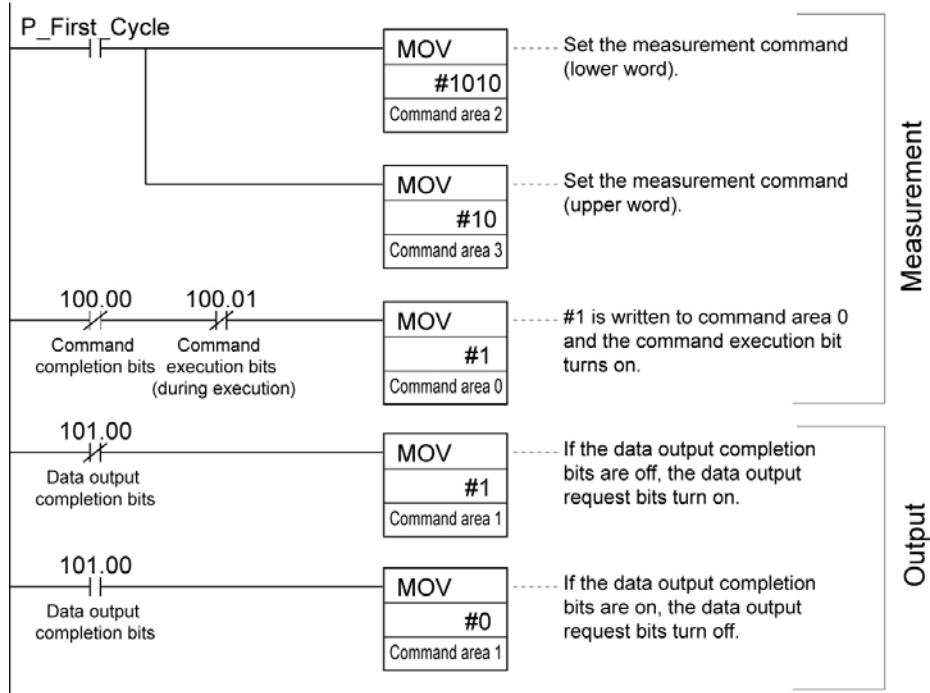 P_First_Cycle
MOV
#1010
Command area 2
Set the measurement command
(lower word).
MOV
#10
Command area 3
Set the measurement command
(upper word).
Measurement
100.00
Command
completion bits
100.01
Command
execution bits
(during execution)
MOV
#1
Command area 0
#1 is written to command area 0
and the command execution bit
turns on.
101.00
Data output
completion bits
MOV
#1
Command area 1
If the data output completion
bits are off, the data output
request bits turn on.
Output
101.00
Data output
completion bits
MOV
#0
Command area 1
If the data output completion
bits are on, the data output
request bits turn off.